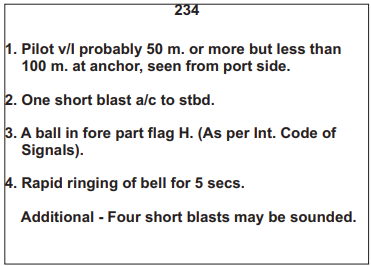 234
1. Pilot v/l probably 50 m. or more but less than
100 m. at anchor, seen from port side.
2. One short blast a/c to stbd.
3. A ball in fore part flag H. (As per Int. Code of
Signals).
4. Rapid ringing of bell for 5 secs.
Additional - Four short blasts may be sounded.